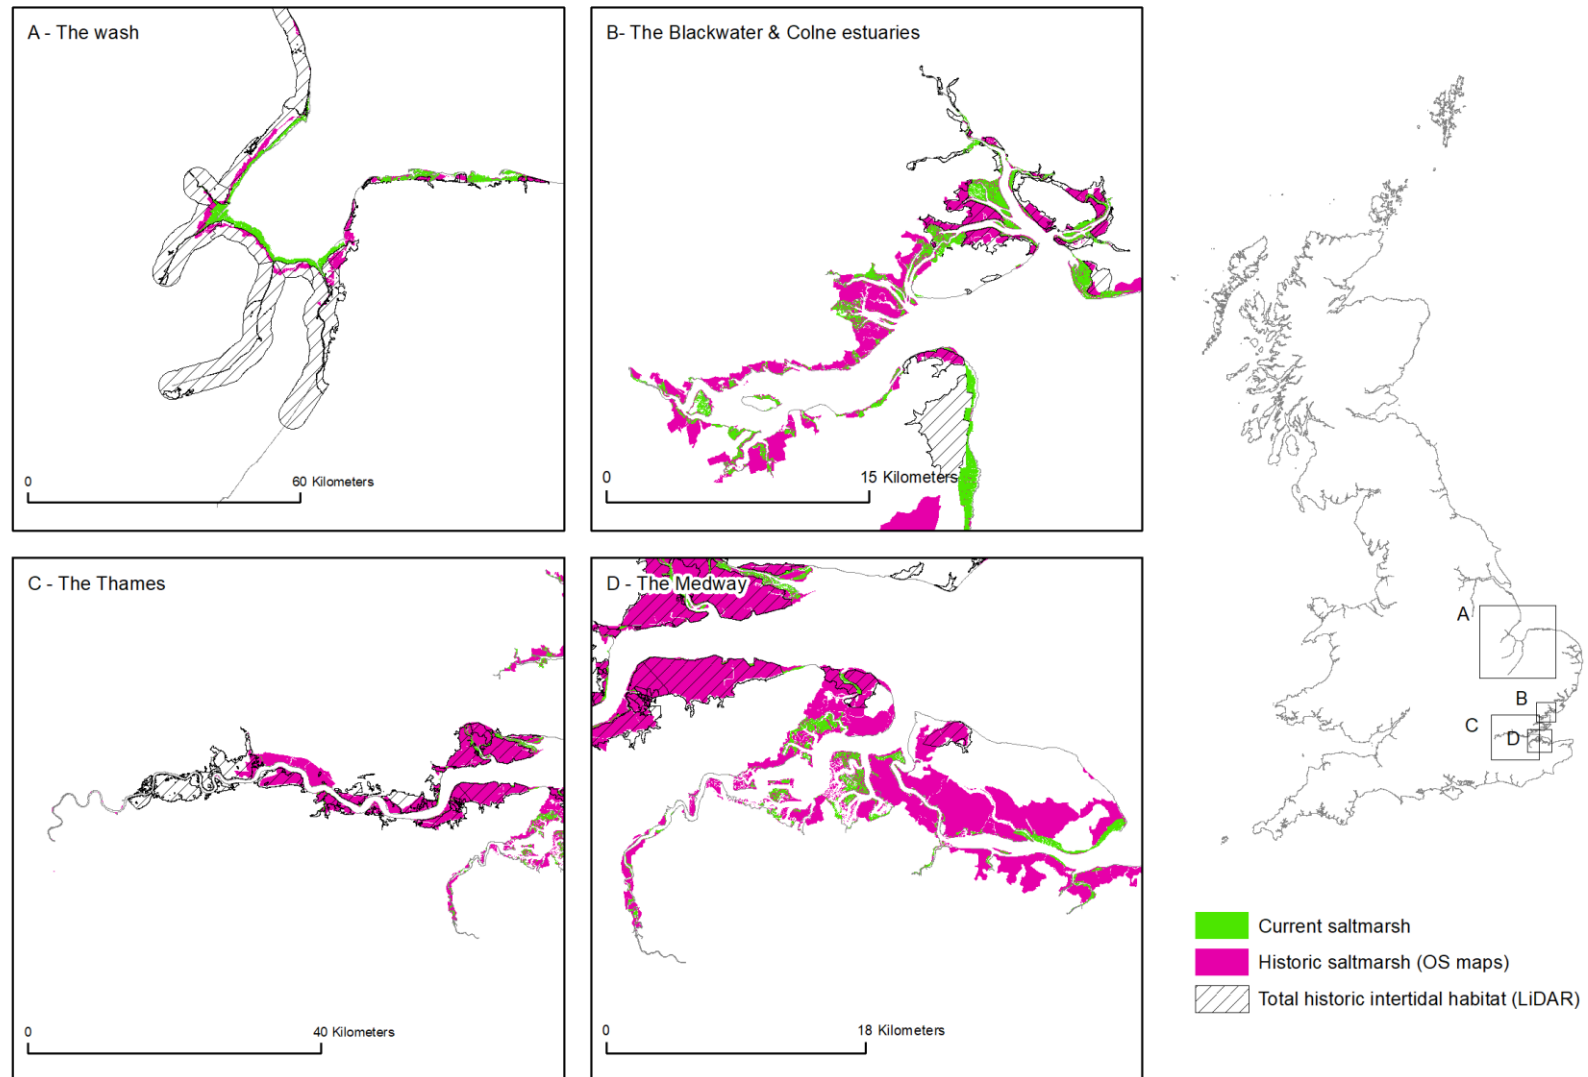 A - The wash
0
60 Kilometers
B- The Blackwater & Colne estuaries
0
15 Kilometers
C - The Thames
0
40 Kilometers
D - The Medway
0
18 Kilometers
A
B
C
D
Current saltmarsh
Historic saltmarsh (OS maps)
Total historic intertidal habitat (LiDAR)